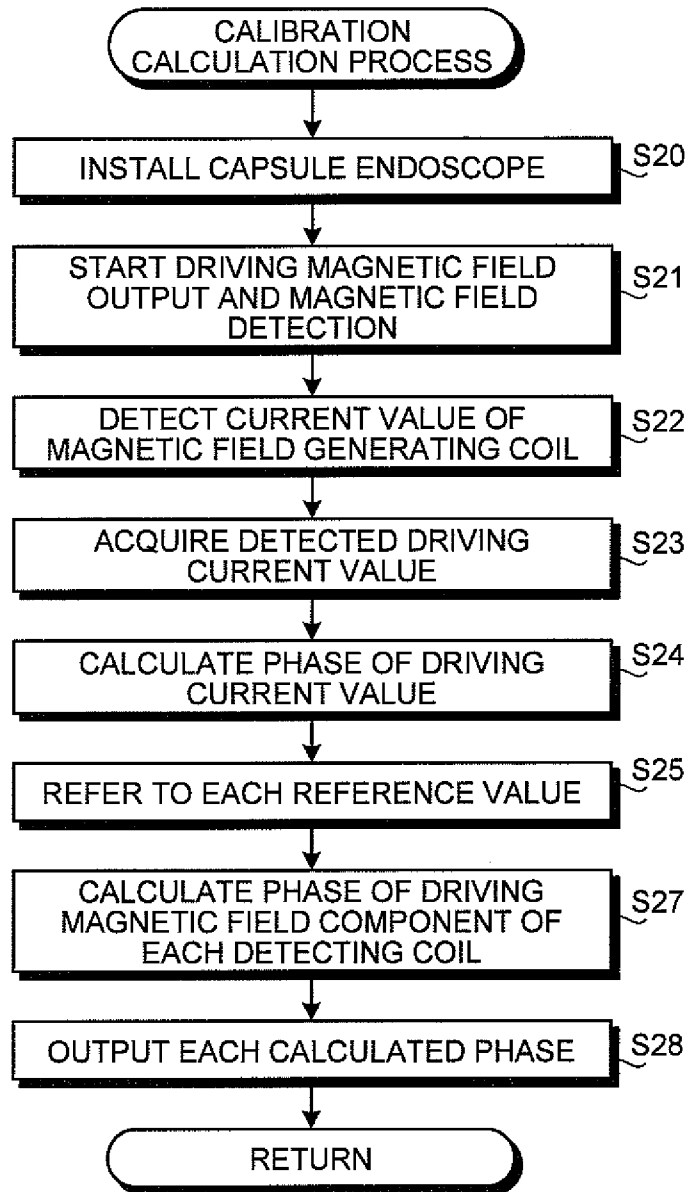 CALIBRATION
CALCULATION PROCESS
INSTALL CAPSULE ENDOSCOPE
S20
START DRIVING MAGNETIC FIELD
OUTPUT AND MAGNETIC FIELD
DETECTION
S21
DETECT CURRENT VALUE OF
MAGNETIC FIELD GENERATING COIL
S22
ACQUIRE DETECTED DRIVING
CURRENT VALUE
S23
CALCULATE PHASE OF DRIVING
CURRENT VALUE
S24
REFER TO EACH REFERENCE VALUE
S25
CALCULATE PHASE OF DRIVING
MAGNETIC FIELD COMPONENT OF
EACH DETECTING COIL
S27
OUTPUT EACH CALCULATED PHASE
S28
RETURN